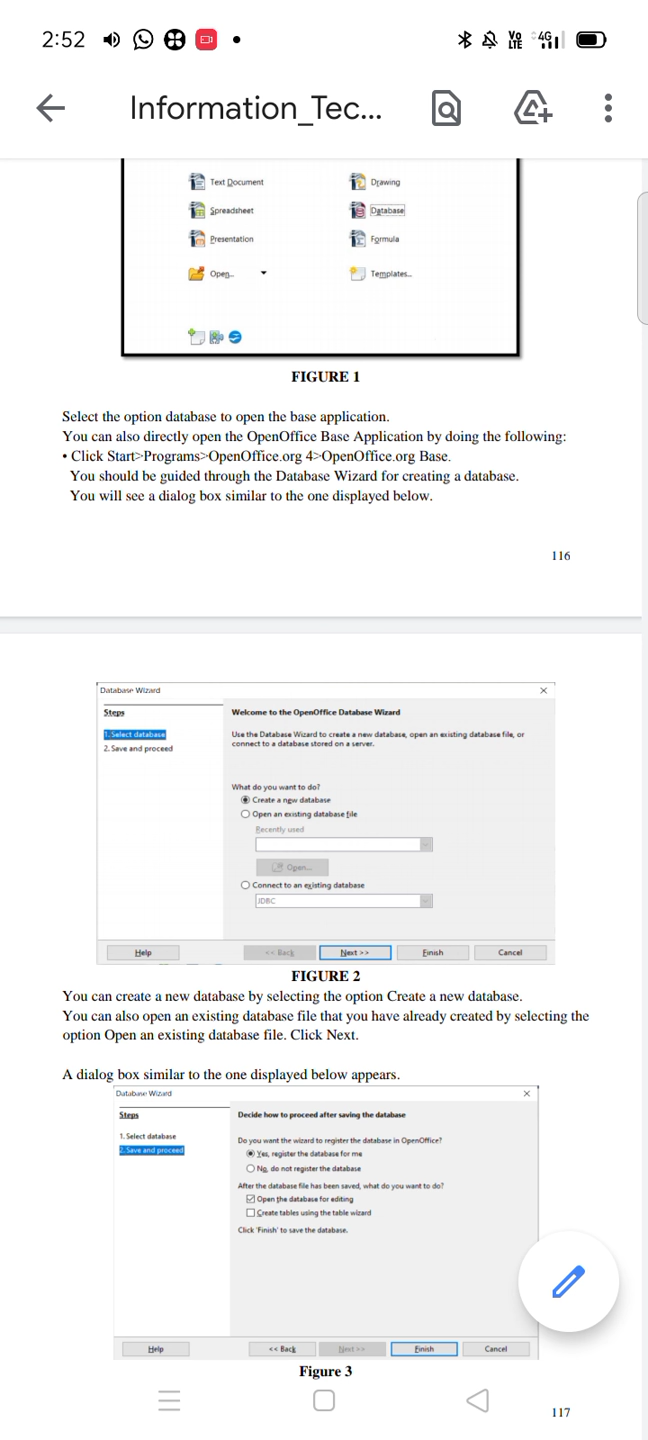 2:52
Vo LTE 4G
Information_Tec...
Text Document
Drawing
Spreadsheet
Database
Presentation
Formula
Open...
Templates...
FIGURE 1
Select the option database to open the base application.
You can also directly open the OpenOffice Base Application by doing the following:
• Click Start>Programs>OpenOffice.org 4>OpenOffice.org Base.
You should be guided through the Database Wizard for creating a database.
You will see a dialog box similar to the one displayed below.
116
Database Wizard
Steps
1. Select database
2. Save and proceed
Welcome to the OpenOffice Database Wizard
Use the Database Wizard to create a new database, open an existing database file, or
connect to a database stored on a server.
What do you want to do?
Create a new database
Open an existing database file
Recently used
Open...
Connect to an existing database
JDBC
Help
<< Back
Next >>
Finish
Cancel
FIGURE 2
You can create a new database by selecting the option Create a new database.
You can also open an existing database file that you have already created by selecting the
option Open an existing database file. Click Next.
A dialog box similar to the one displayed below appears.
Database Wizard
Steps
1. Select database
2. Save and proceed
Decide how to proceed after saving the database
Do you want the wizard to register the database in OpenOffice?
Yes, register the database for me
No, do not register the database
After the database file has been saved, what do you want to do?
Open the database for editing
Create tables using the table wizard
Click 'Finish' to save the database.
Help
<< Back
Next >>
Finish
Cancel
Figure 3
117